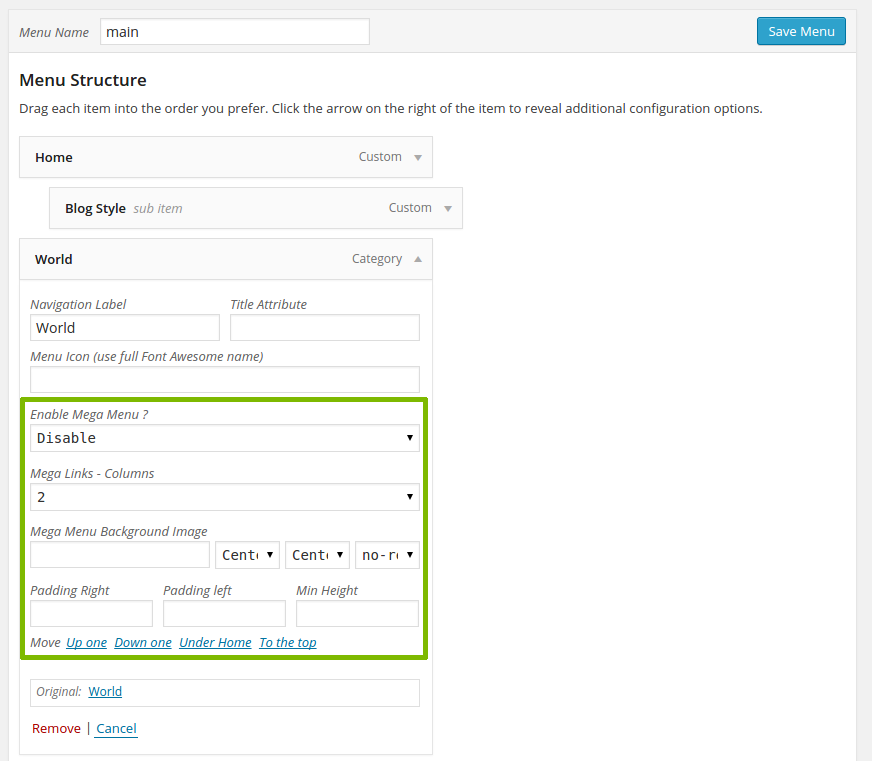 Menu Name main Save Menu
Menu Structure
Drag each item into the order you prefer. Click the arrow on the right of the item to reveal additional configuration options.
Home Custom
Blog Style sub item Custom
World Category
Navigation Label Title Attribute
World
Menu Icon (use full Font Awesome name)
Enable Mega Menu ?
Disable
Mega Links - Columns
2
Mega Menu Background Image
Cente Cente no-re
Padding Right Padding left Min Height
Move Up one Down one Under Home To the top
Original: World
Remove | Cancel